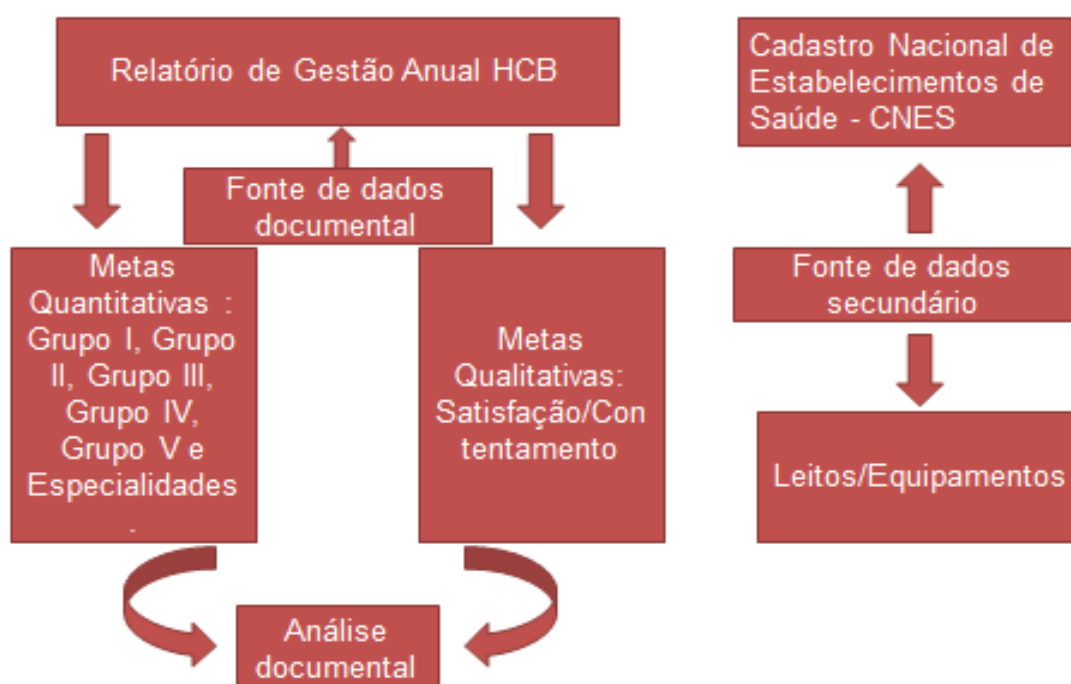 Relatório de Gestão Anual HCB
Fonte de dados
documental
Metas
Quantitativas :
Grupo I, Grupo
II, Grupo III,
Grupo IV,
Grupo V e
Especialidades
.
Metas
Qualitativas:
Satisfação/Con
tentamento
Análise
documental
Cadastro Nacional de
Estabelecimentos de
Saúde - CNES
Fonte de dados
secundário
Leitos/Equipamentos